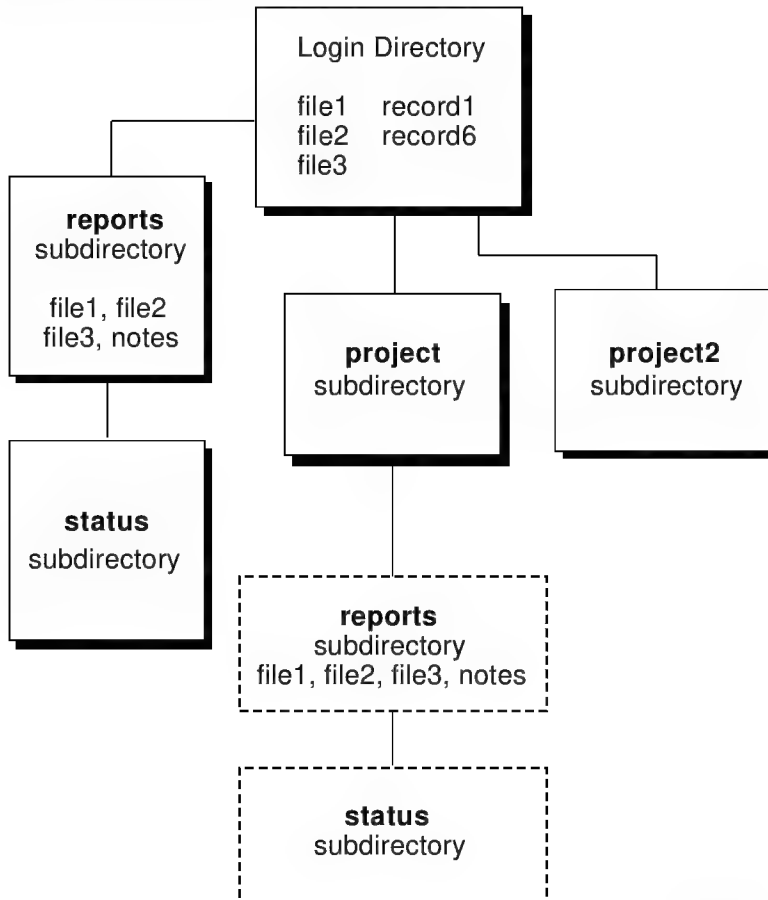 Login Directory
file1 record1
file2 record6
file3
reports
subdirectory
file1, file2
file3, notes
project
subdirectory
project2
subdirectory
status
subdirectory
reports
subdirectory
file1, file2, file3, notes
status
subdirectory